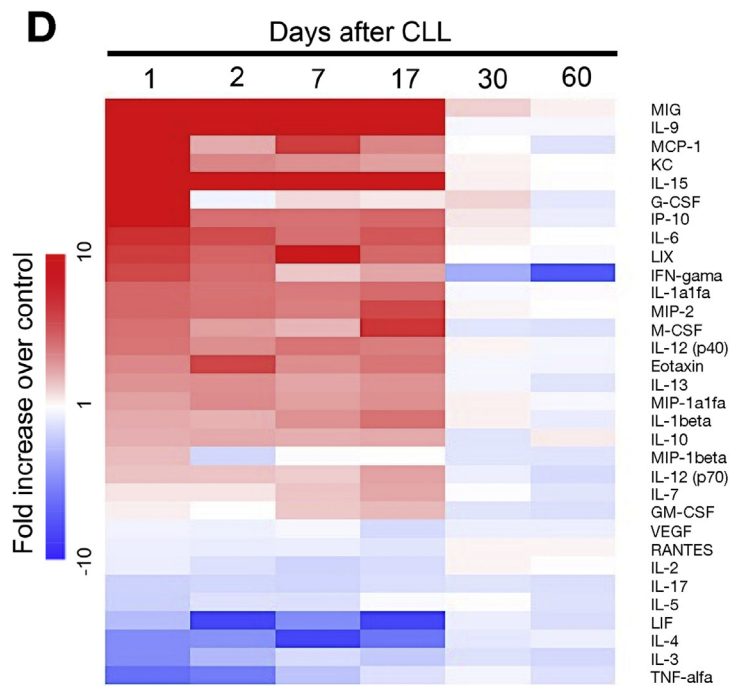 D
Days after CLL
1 2 7 17 30 60
MIG
IL-9
MCP-1
KC
IL-15
G-CSF
IP-10
IL-6
LIX
IFN-gama
IL-1a1fa
MIP-2
M-CSF
IL-12 (p40)
Eotaxin
IL-13
MIP-1a1fa
IL-1beta
IL-10
MIP-1beta
IL-12 (p70)
IL-7
GM-CSF
VEGF
RANTES
IL-2
IL-17
IL-5
LIF
IL-4
IL-3
TNF-alfa
Fold increase over control
10
1
-10